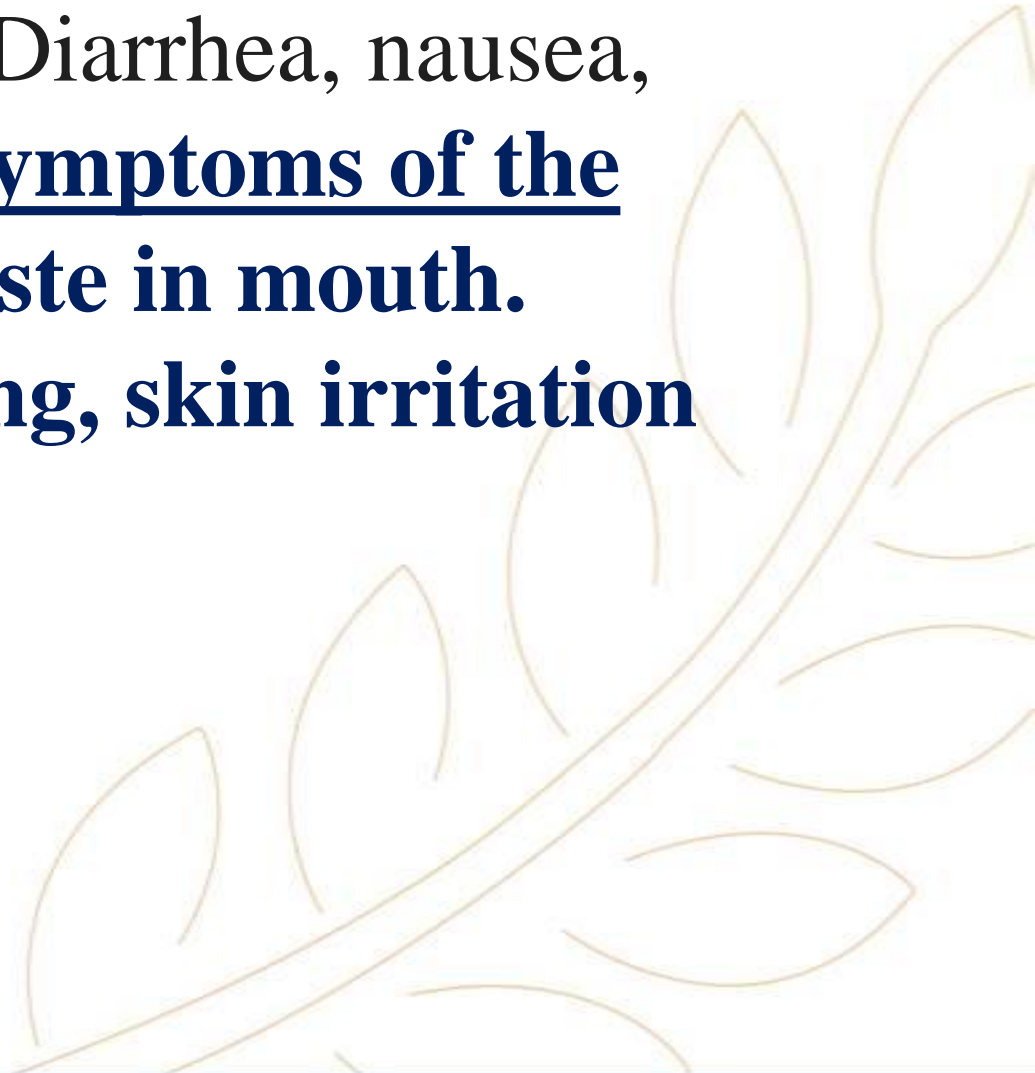 Diarrhea, nausea,
ymptoms of the
ste in mouth.
ng, skin irritation